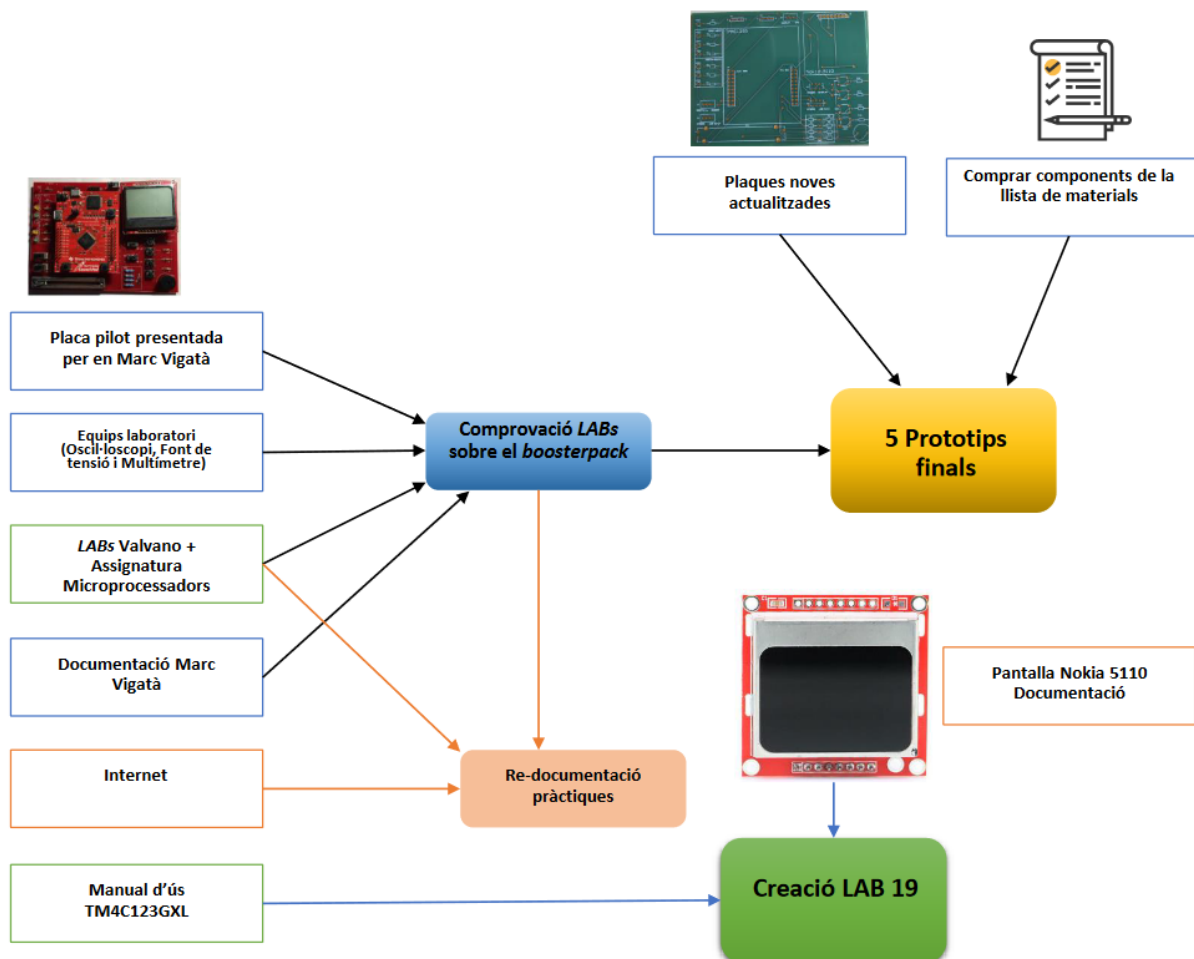 Plaques noves
actualitzades
Comprar components de la
llista de materials
Placa pilot presentada
per en Marc Vigatà
Equips laboratori
(Oscil·loscopi, Font de
tensió i Multímetre)
Comprovació LABs
sobre el boosterpack
5 Prototips
finals
LABs Valvano +
Assignatura
Microprocessadors
Documentació Marc
Vigatà
Pantalla Nokia 5110
Documentació
Internet
Re-documentació
pràctiques
Manual d’ús
TM4C123GXL
Creació LAB 19